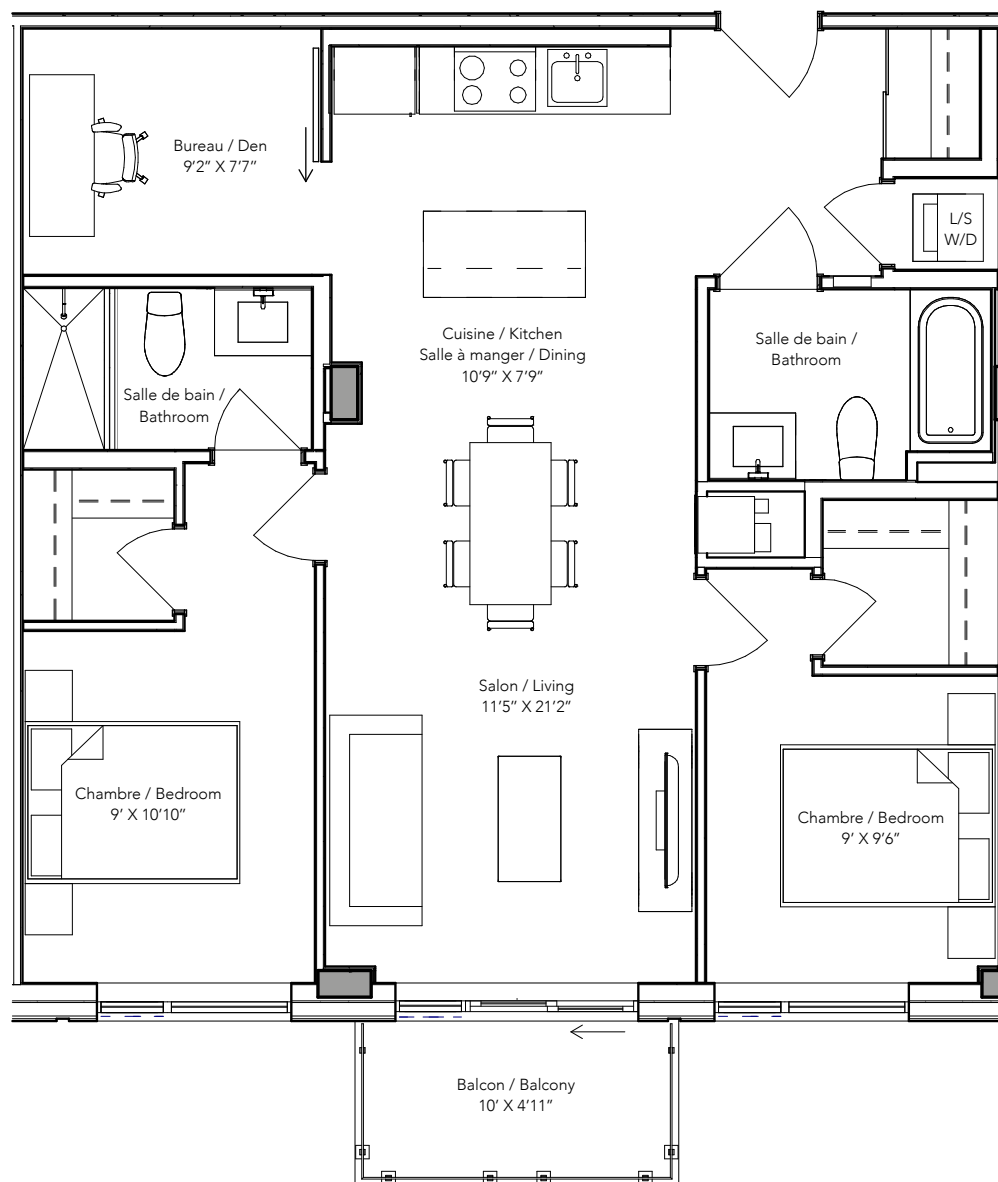 Bureau / Den
9’2” X 7’7”
L/S
W/D
Cuisine / Kitchen
Salle à manger / Dining
10’9” X 7’9”
Salle de bain /
Bathroom
Salle de bain /
Bathroom
Salon / Living
11’5” X 21’2”
Chambre / Bedroom
9’ X 10’10”
Chambre / Bedroom
9’ X 9’6”
Balcon / Balcony
10’ X 4’11”